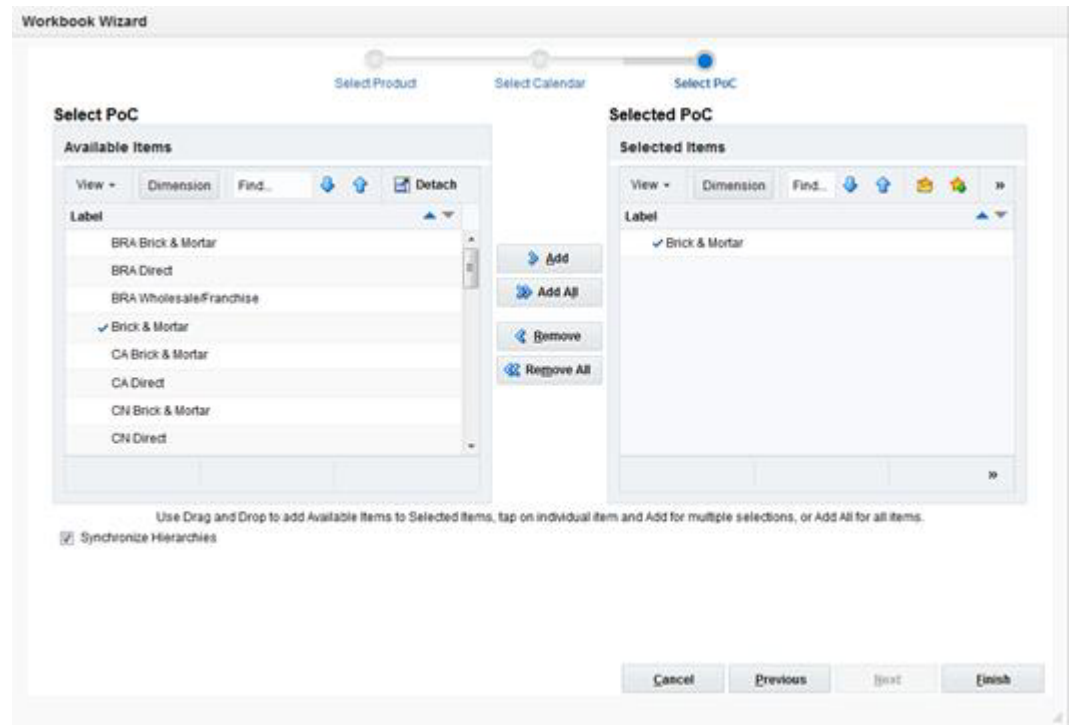 Workbook Wizard
Select Product
Select Calendar
Select PoC
Select PoC
Available Items
View
Dimension
Find...
Detach
Label
BRA Brick & Mortar
BRA Direct
BRA Wholesale/Franchise
Brick & Mortar
CA Brick & Mortar
CA Direct
CN Brick & Mortar
CN Direct
Add
Add All
Remove
Remove All
Selected PoC
Selected Items
View
Dimension
Find...
»
Label
Brick & Mortar
»
Use Drag and Drop to add Available Items to Selected Items, tap on individual item and Add for multiple selections, or Add All for all items.
Synchronize Hierarchies
Cancel
Previous
Next
Finish